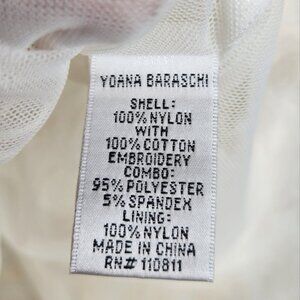 YOANA BARASCHI
SHELL:
100% NYLON
WITH
100% COTTON
EMBROIDERY
COMBO:
95% POLYESTER
5% SPANDEX
LINING:
100% NYLON
MADE IN CHINA
RN# 110811